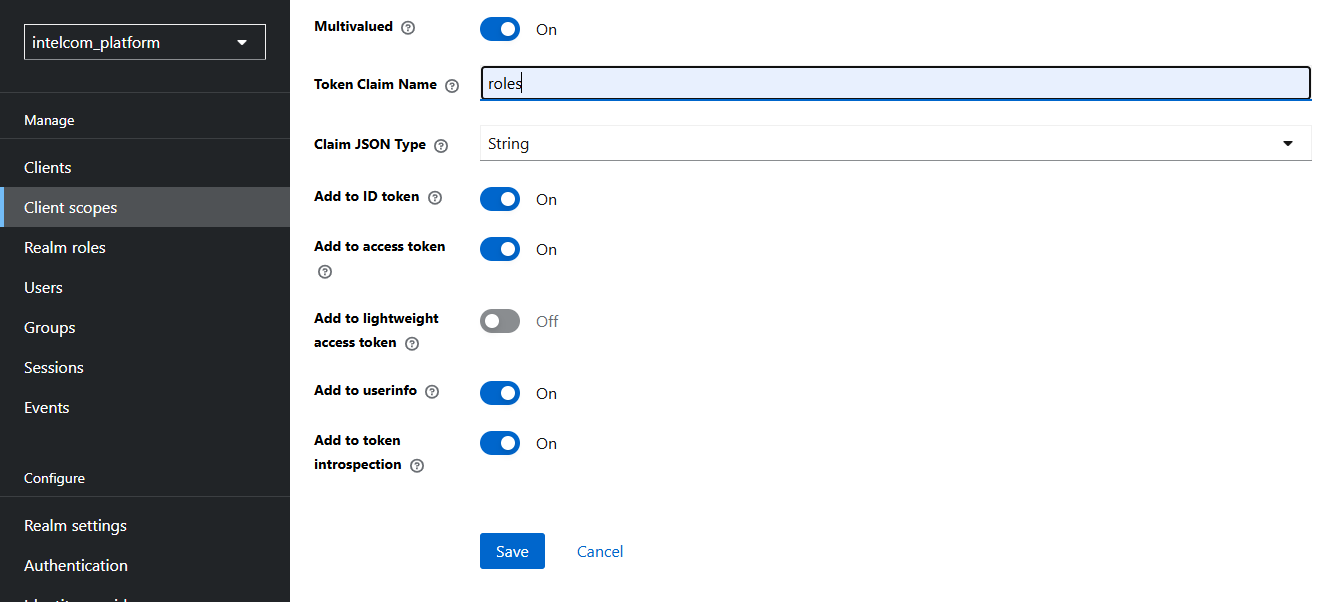 intelcom_platform
Manage
Clients
Client scopes
Realm roles
Users
Groups
Sessions
Events
Configure
Realm settings
Authentication
Multivalued
On
Token Claim Name
roles
Claim JSON Type
String
Add to ID token
On
Add to access token
On
Add to lightweight
access token
Off
Add to userinfo
On
Add to token
introspection
On
Save
Cancel